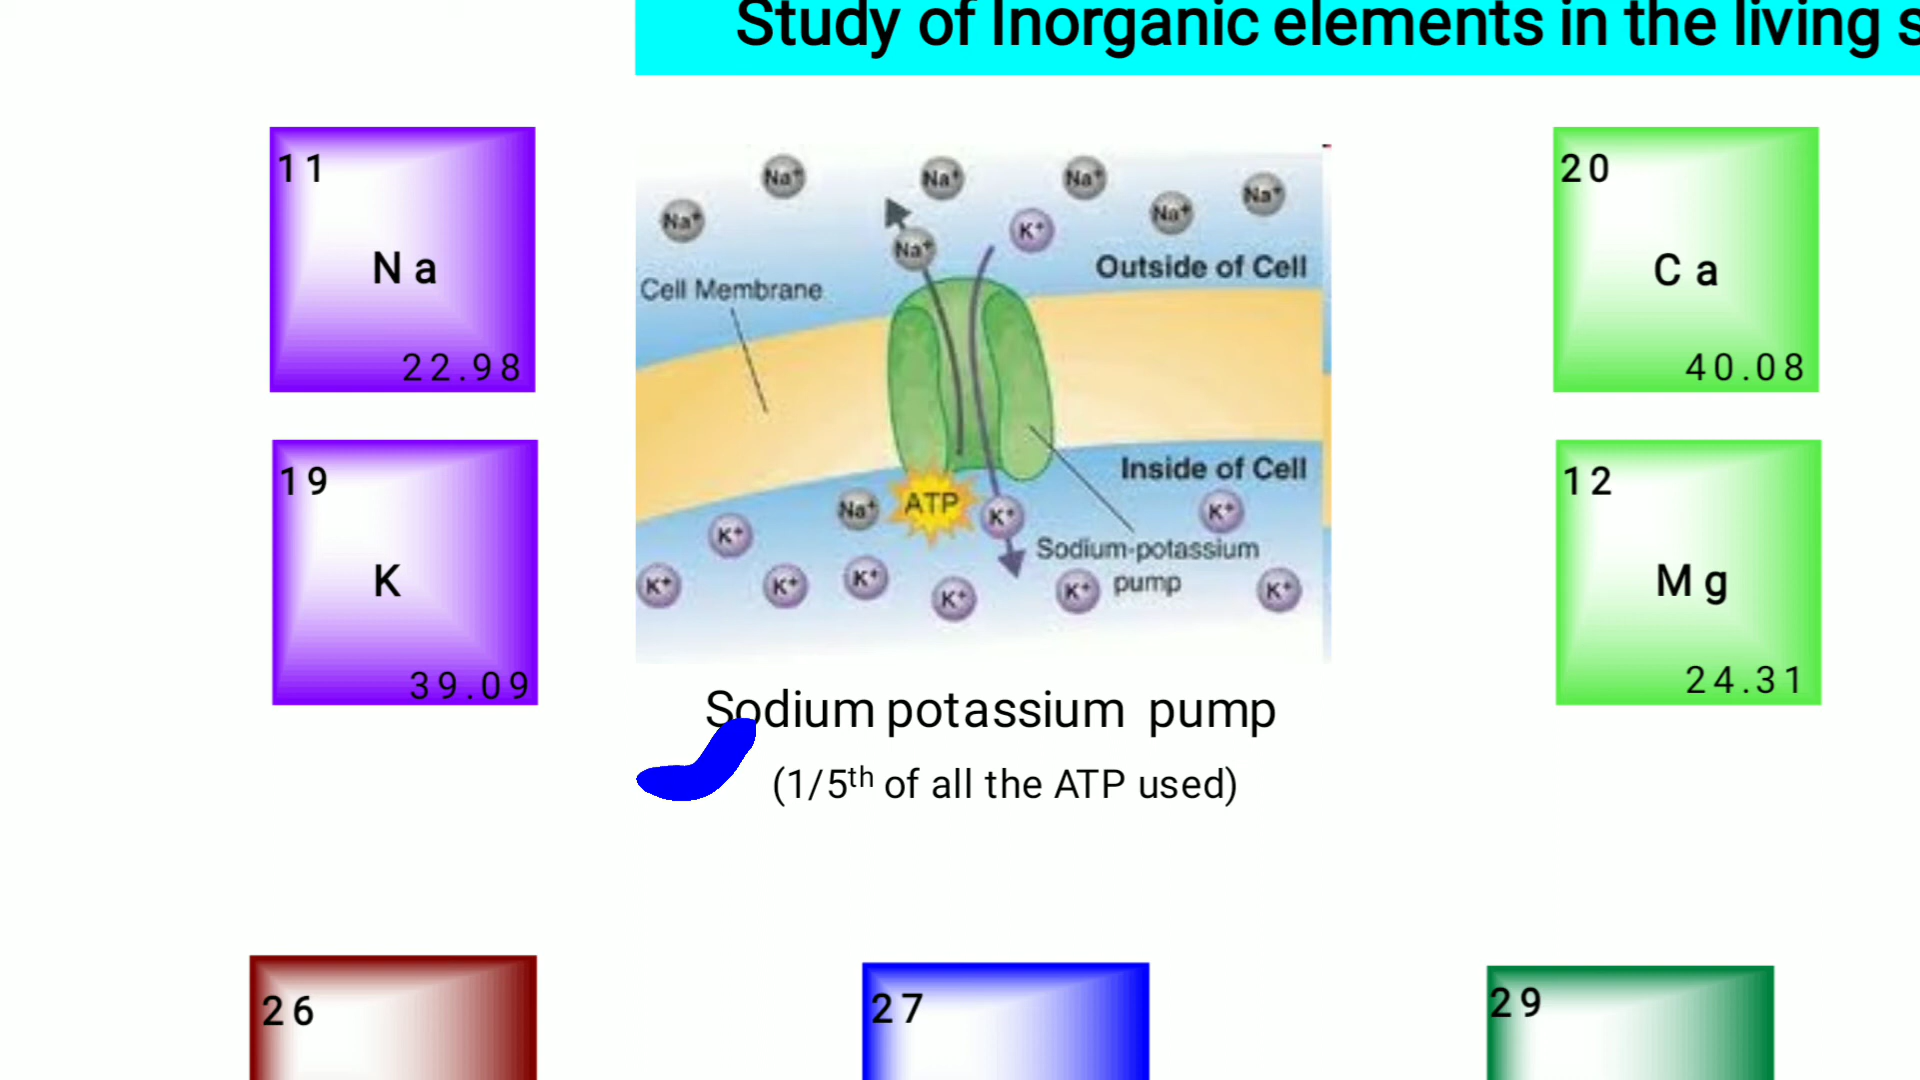 Study of Inorganic elements in the living s
11
Na
22.98
19
K
39.09
Na⁺ Na⁺ Na⁺ Na⁺ Na⁺ Na⁺
Na⁺ K⁺
Outside of Cell
Cell Membrane
Inside of Cell
Na⁺ ATP K⁺ K⁺
K⁺
Sodium-potassium
pump
K⁺ K⁺ K⁺ K⁺ K⁺ K⁺
20
Ca
40.08
12
Mg
24.31
Sodium potassium pump
(1/5th of all the ATP used)
26
27
29